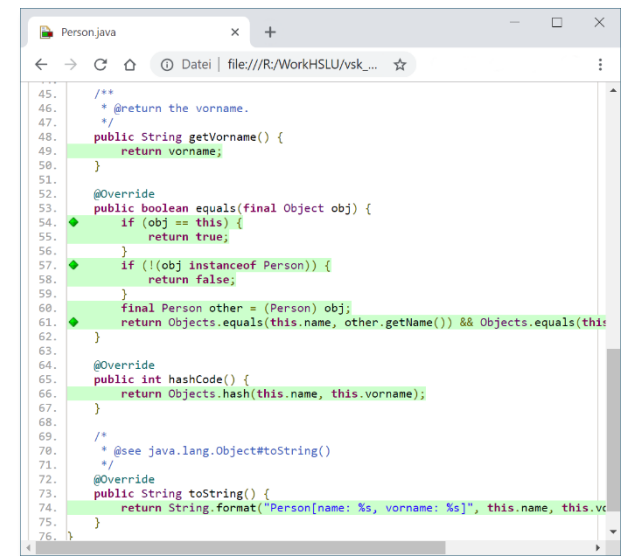 Person.java
Datei file:///R:/WorkHSLU/vsk_...
45. /**
46. * @return the vorname.
47. */
48. public String getVorname() {
49. return vorname;
50. }
51.
52. @Override
53. public boolean equals(final Object obj) {
54. if (obj == this) {
55. return true;
56. }
57. if (!(obj instanceof Person)) {
58. return false;
59. }
60. final Person other = (Person) obj;
61. return Objects.equals(this.name, other.getName()) && Objects.equals(this
62. }
63.
64. @Override
65. public int hashCode() {
66. return Objects.hash(this.name, this.vorname);
67. }
68.
69. /*
70. * @see java.lang.Object#toString()
71. */
72. @Override
73. public String toString() {
74. return String.format("Person[name: %s, vorname: %s]", this.name, this.vo
75. }
76. }